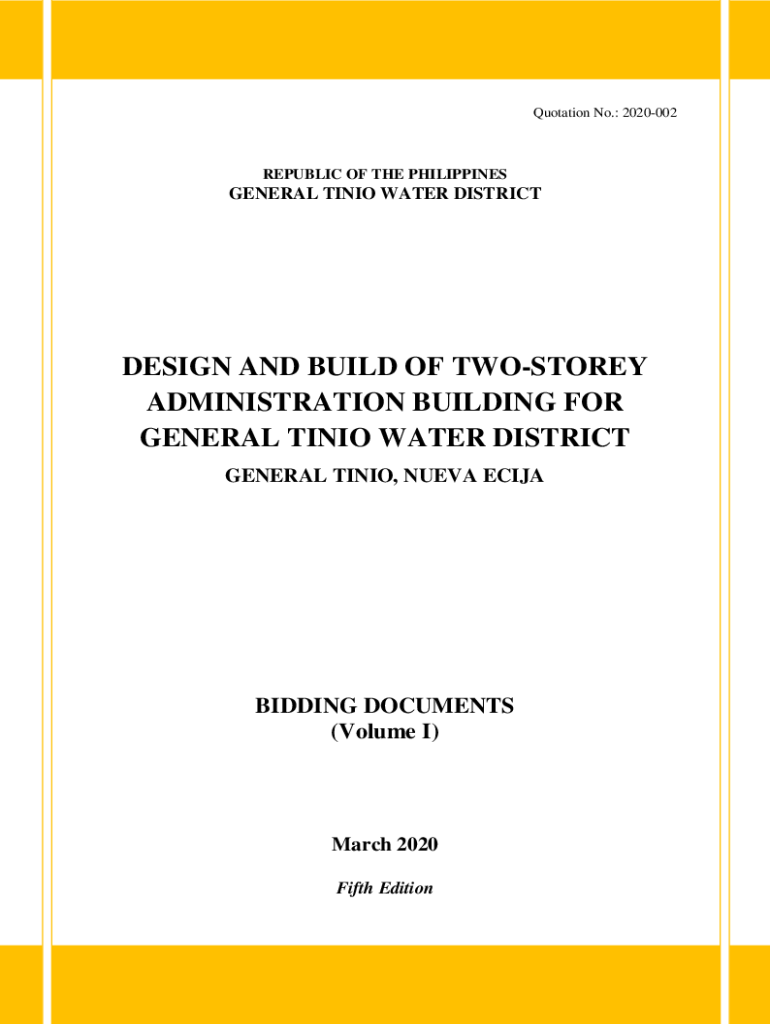 Quotation No.: 2020-002
REPUBLIC OF THE PHILIPPINES
GENERAL TINIO WATER DISTRICT
DESIGN AND BUILD OF TWO-STOREY
ADMINISTRATION BUILDING FOR
GENERAL TINIO WATER DISTRICT
GENERAL TINIO, NUEVA ECIJA
BIDDING DOCUMENTS
(Volume I)
March 2020
Fifth Edition